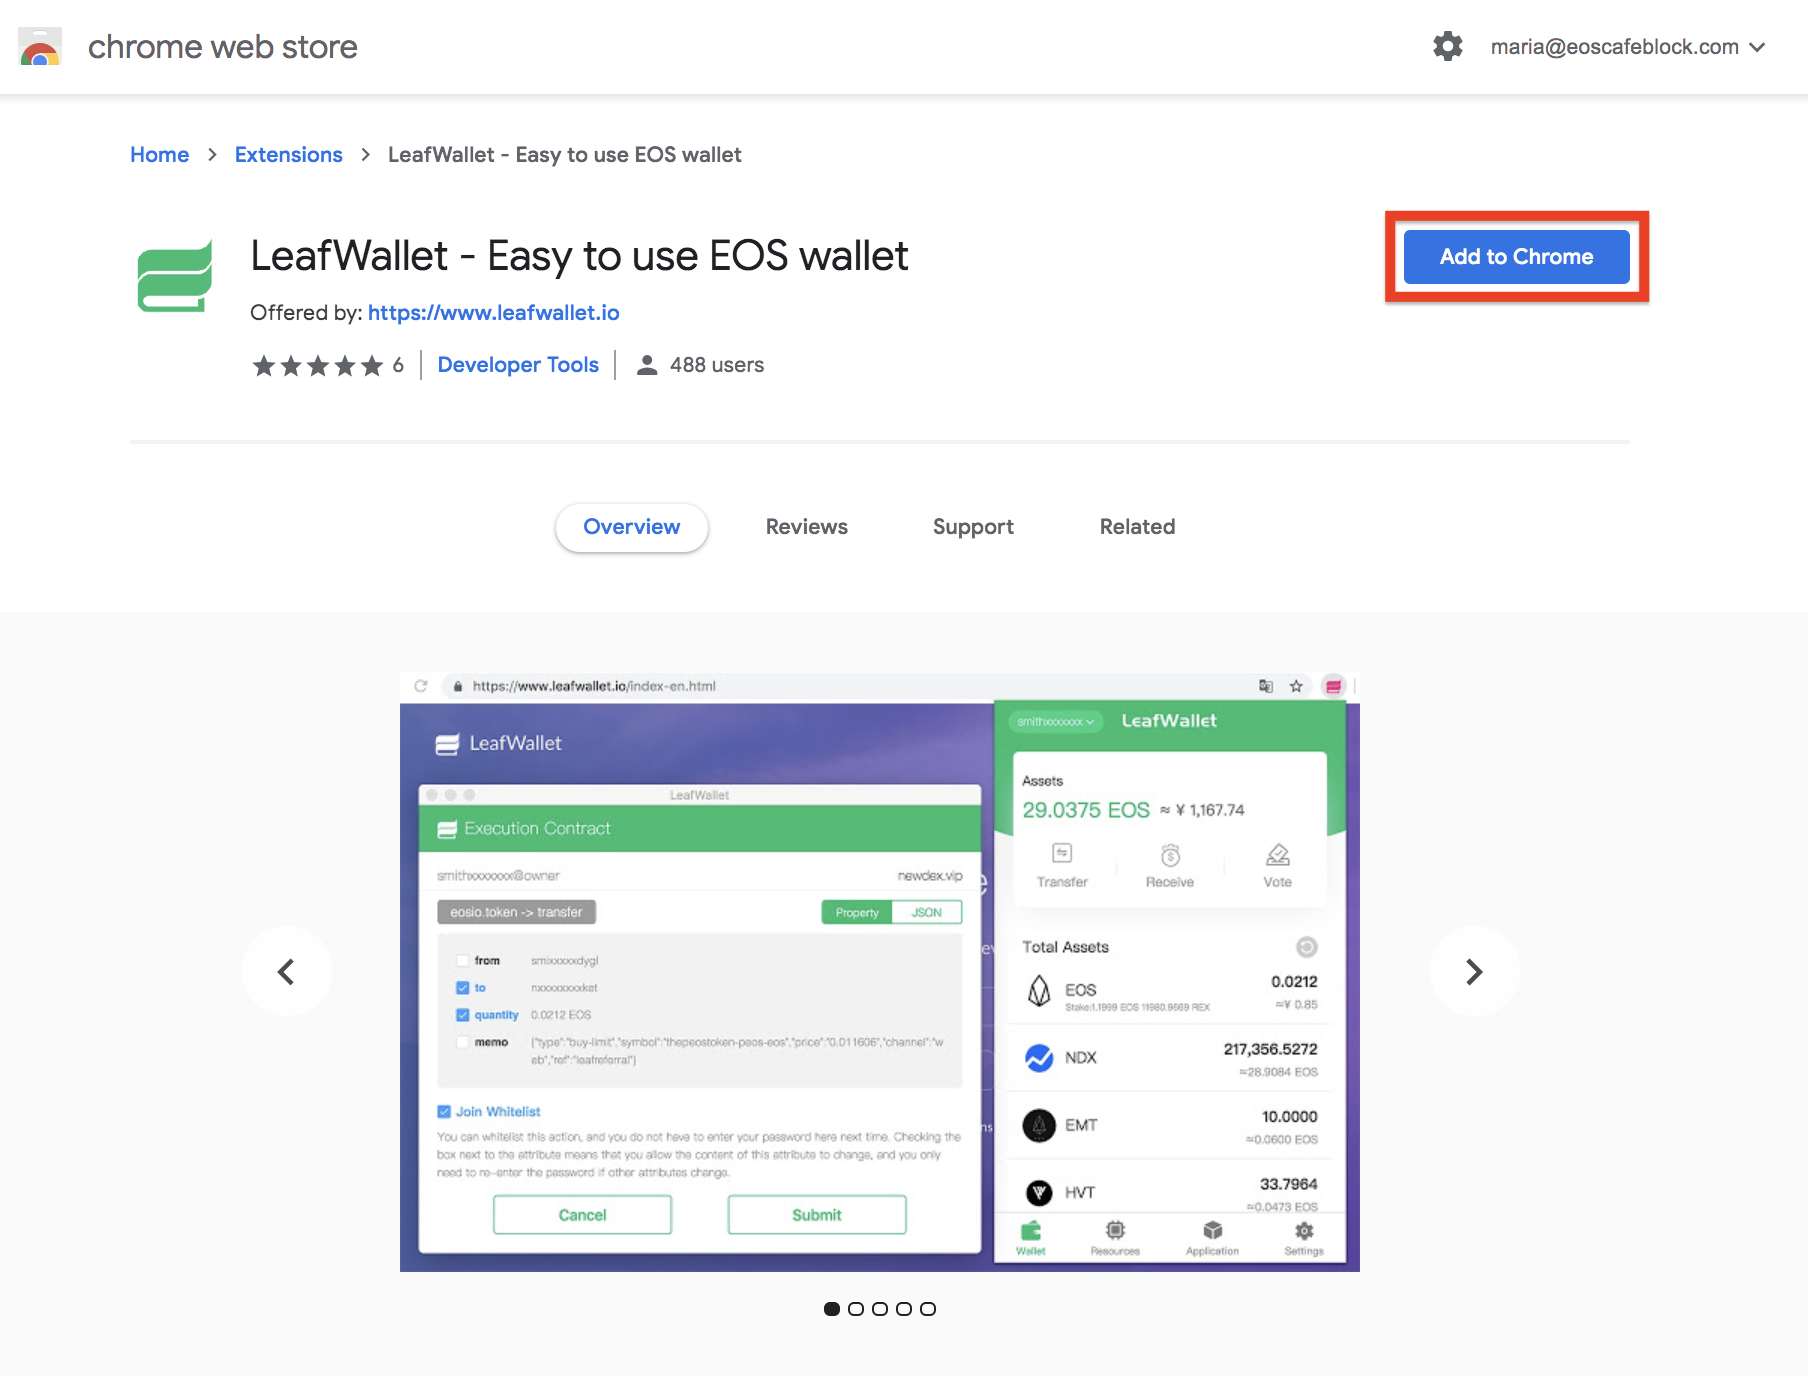 chrome web store
maria@eoscafeblock.com
Home > Extensions > LeafWallet - Easy to use EOS wallet
LeafWallet - Easy to use EOS wallet
Add to Chrome
Offered by: https://www.leafwallet.io
6 Developer Tools 488 users
Overview Reviews Support Related
https://www.leafwallet.io/index-en.html
LeafWallet
LeafWallet
Execution Contract
smithxxxxxxx@owner newdex.vip
eosio.token -> transfer Property JSON
from smixxxxxdygl
to nxxxxxxxxket
quantity 0.0212 EOS
memo {"type":"buy-limit","symbol":"thepeostoken-peos-eos","price":"0.011606","channel":"w
eb","ref":"leafreferral"}
Join Whitelist
You can whitelist this action, and you do not have to enter your password here next time. Checking the
box next to the attribute means that you allow the content of this attribute to change, and you only
need to re-enter the password if other attributes change.
Cancel Submit
smithxxxxxxx LeafWallet
Assets
29.0375 EOS ≈ ¥ 1,167.74
Transfer Receive Vote
Total Assets
EOS 0.0212
Stake:1.1999 EOS 11980.9669 REX ≈¥ 0.85
NDX 217,356.5272
≈28.9084 EOS
EMT 10.0000
≈0.0600 EOS
HVT 33.7964
≈0.0473 EOS
Wallet Resources Application Settings